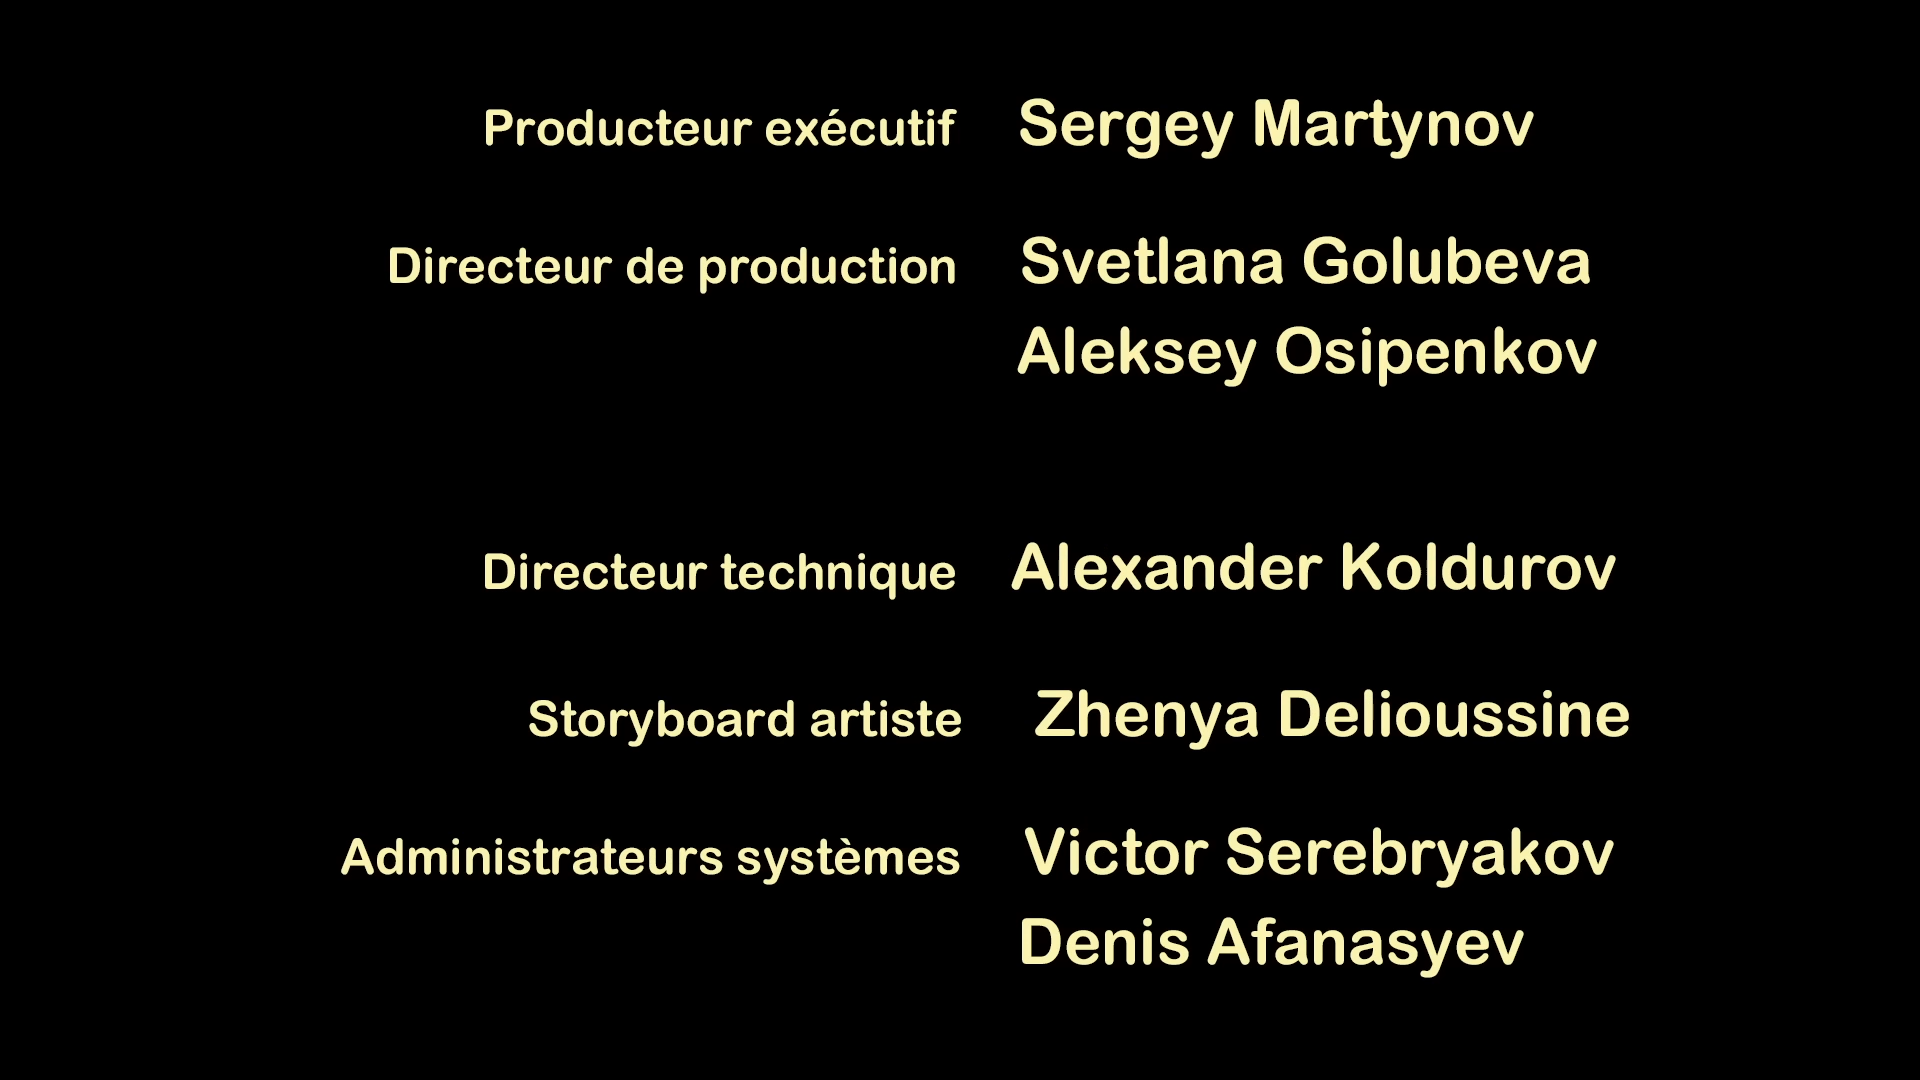 Producteur exécutif Sergey Martynov
Directeur de production Svetlana Golubeva
Aleksey Osipenkov
Directeur technique Alexander Koldurov
Storyboard artiste Zhenya Delioussine
Administrateurs systèmes Victor Serebryakov
Denis Afanasyev